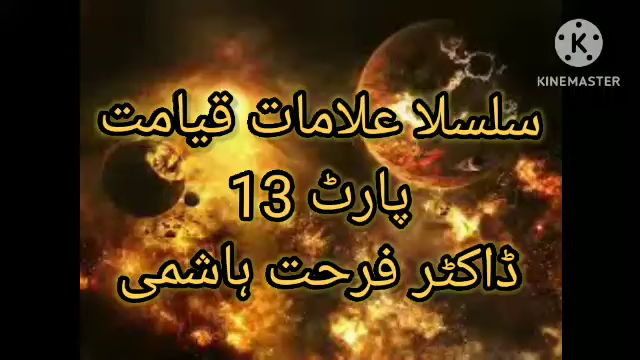 KINEMASTER
سلسلا علامات قیامت
پارٹ 13
ڈاکٹر فرحت ہاشمی